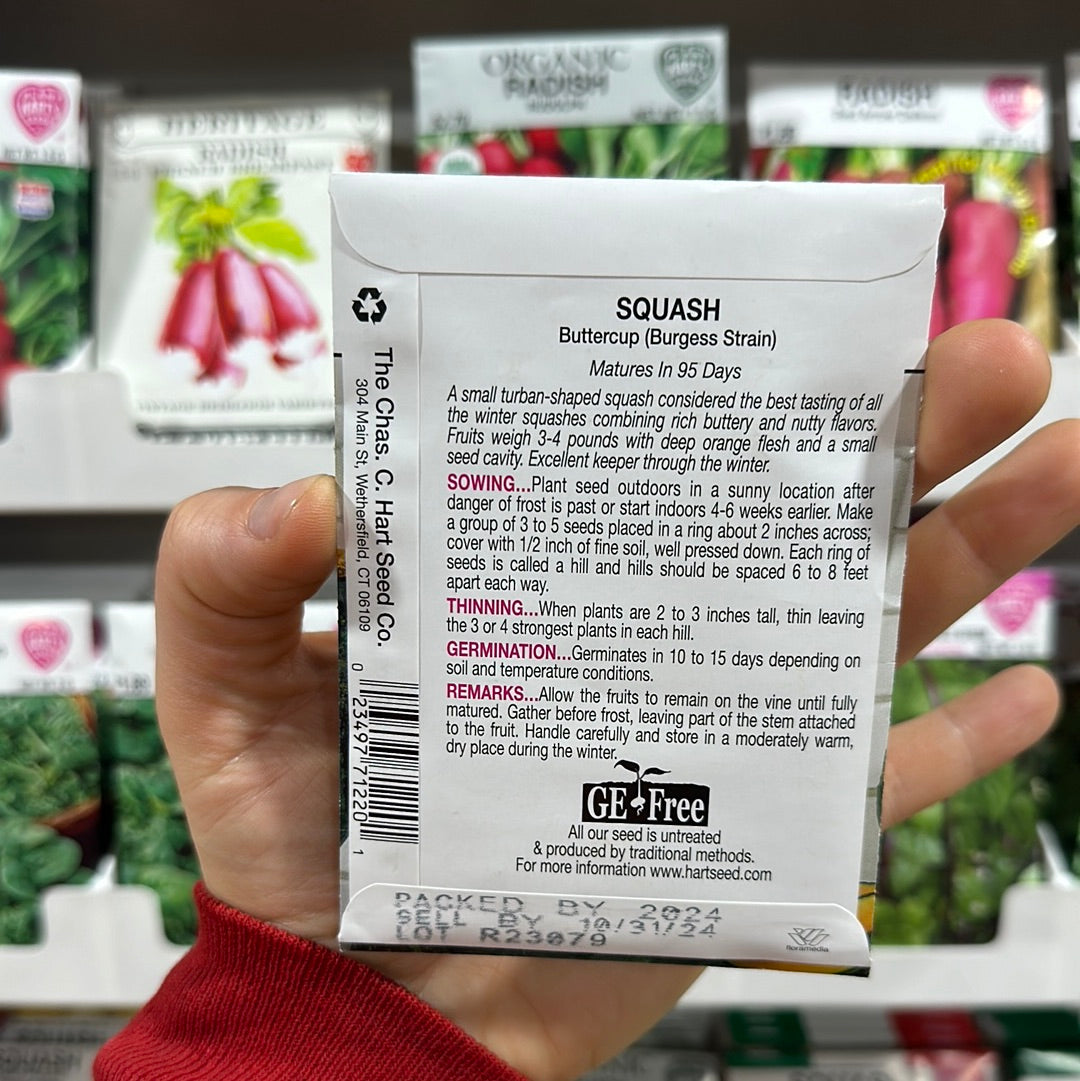 ORGANIC
RADISH
HERITAGE
RADISH
RADISH
SQUASH
Buttercup (Burgess Strain)
Matures In 95 Days
A small turban-shaped squash considered the best tasting of all
the winter squashes combining rich buttery and nutty flavors.
Fruits weigh 3-4 pounds with deep orange flesh and a small
seed cavity. Excellent keeper through the winter.
SOWING...Plant seed outdoors in a sunny location after
danger of frost is past or start indoors 4-6 weeks earlier. Make
a group of 3 to 5 seeds placed in a ring about 2 inches across;
cover with 1/2 inch of fine soil, well pressed down. Each ring of
seeds is called a hill and hills should be spaced 6 to 8 feet
apart each way.
THINNING...When plants are 2 to 3 inches tall, thin leaving
the 3 or 4 strongest plants in each hill.
GERMINATION...Germinates in 10 to 15 days depending on
soil and temperature conditions.
REMARKS...Allow the fruits to remain on the vine until fully
matured. Gather before frost, leaving part of the stem attached
to the fruit. Handle carefully and store in a moderately warm,
dry place during the winter.
GE Free
All our seed is untreated
& produced by traditional methods.
For more information www.hartseed.com
The Chas. C. Hart Seed Co.
304 Main St, Wethersfield, CT 06109
0 23497 71220 1
PACKED BY 2024
SELL BY 10/31/24
LOT R23079
floramedia
SQUASH